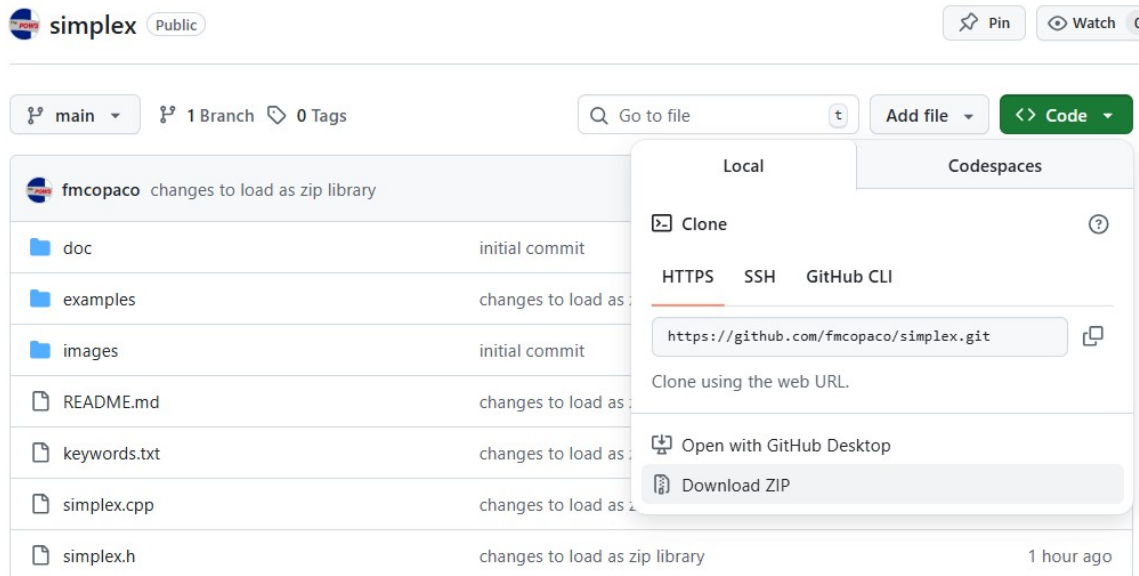 simplex Public
Pin
Watch
main 1 Branch 0 Tags
Go to file t
Add file
Code
Local Codespaces
fmcopaco changes to load as zip library
Clone
HTTPS SSH GitHub CLI
https://github.com/fmcopaco/simplex.git
Clone using the web URL.
Open with GitHub Desktop
Download ZIP
doc initial commit
examples changes to load as
images initial commit
README.md changes to load as
keywords.txt changes to load as
simplex.cpp changes to load as
simplex.h changes to load as zip library 1 hour ago